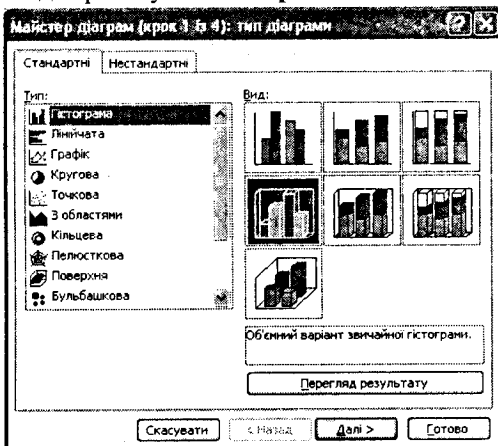 Майстер діаграм (крок 1 із 4): тип діаграми
Стандартні Нестандартні
Тип:
Гістограма
Лінійчата
Графік
Кругова
Точкова
З областями
Кільцева
Пелюсткова
Поверхня
Бульбашкова
Вид:
Об'ємний варіант звичайної гістограми.
Перегляд результату
Скасувати < Назад Далі > Готово